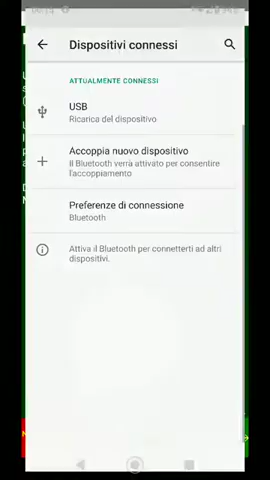 Dispositivi connessi
ATTUALMENTE CONNESSI
USB
Ricarica del dispositivo
Accoppia nuovo dispositivo
Il Bluetooth verrà attivato per consentire
l'accoppiamento
Preferenze di connessione
Bluetooth
Attiva il Bluetooth per connetterti ad altri
dispositivi.